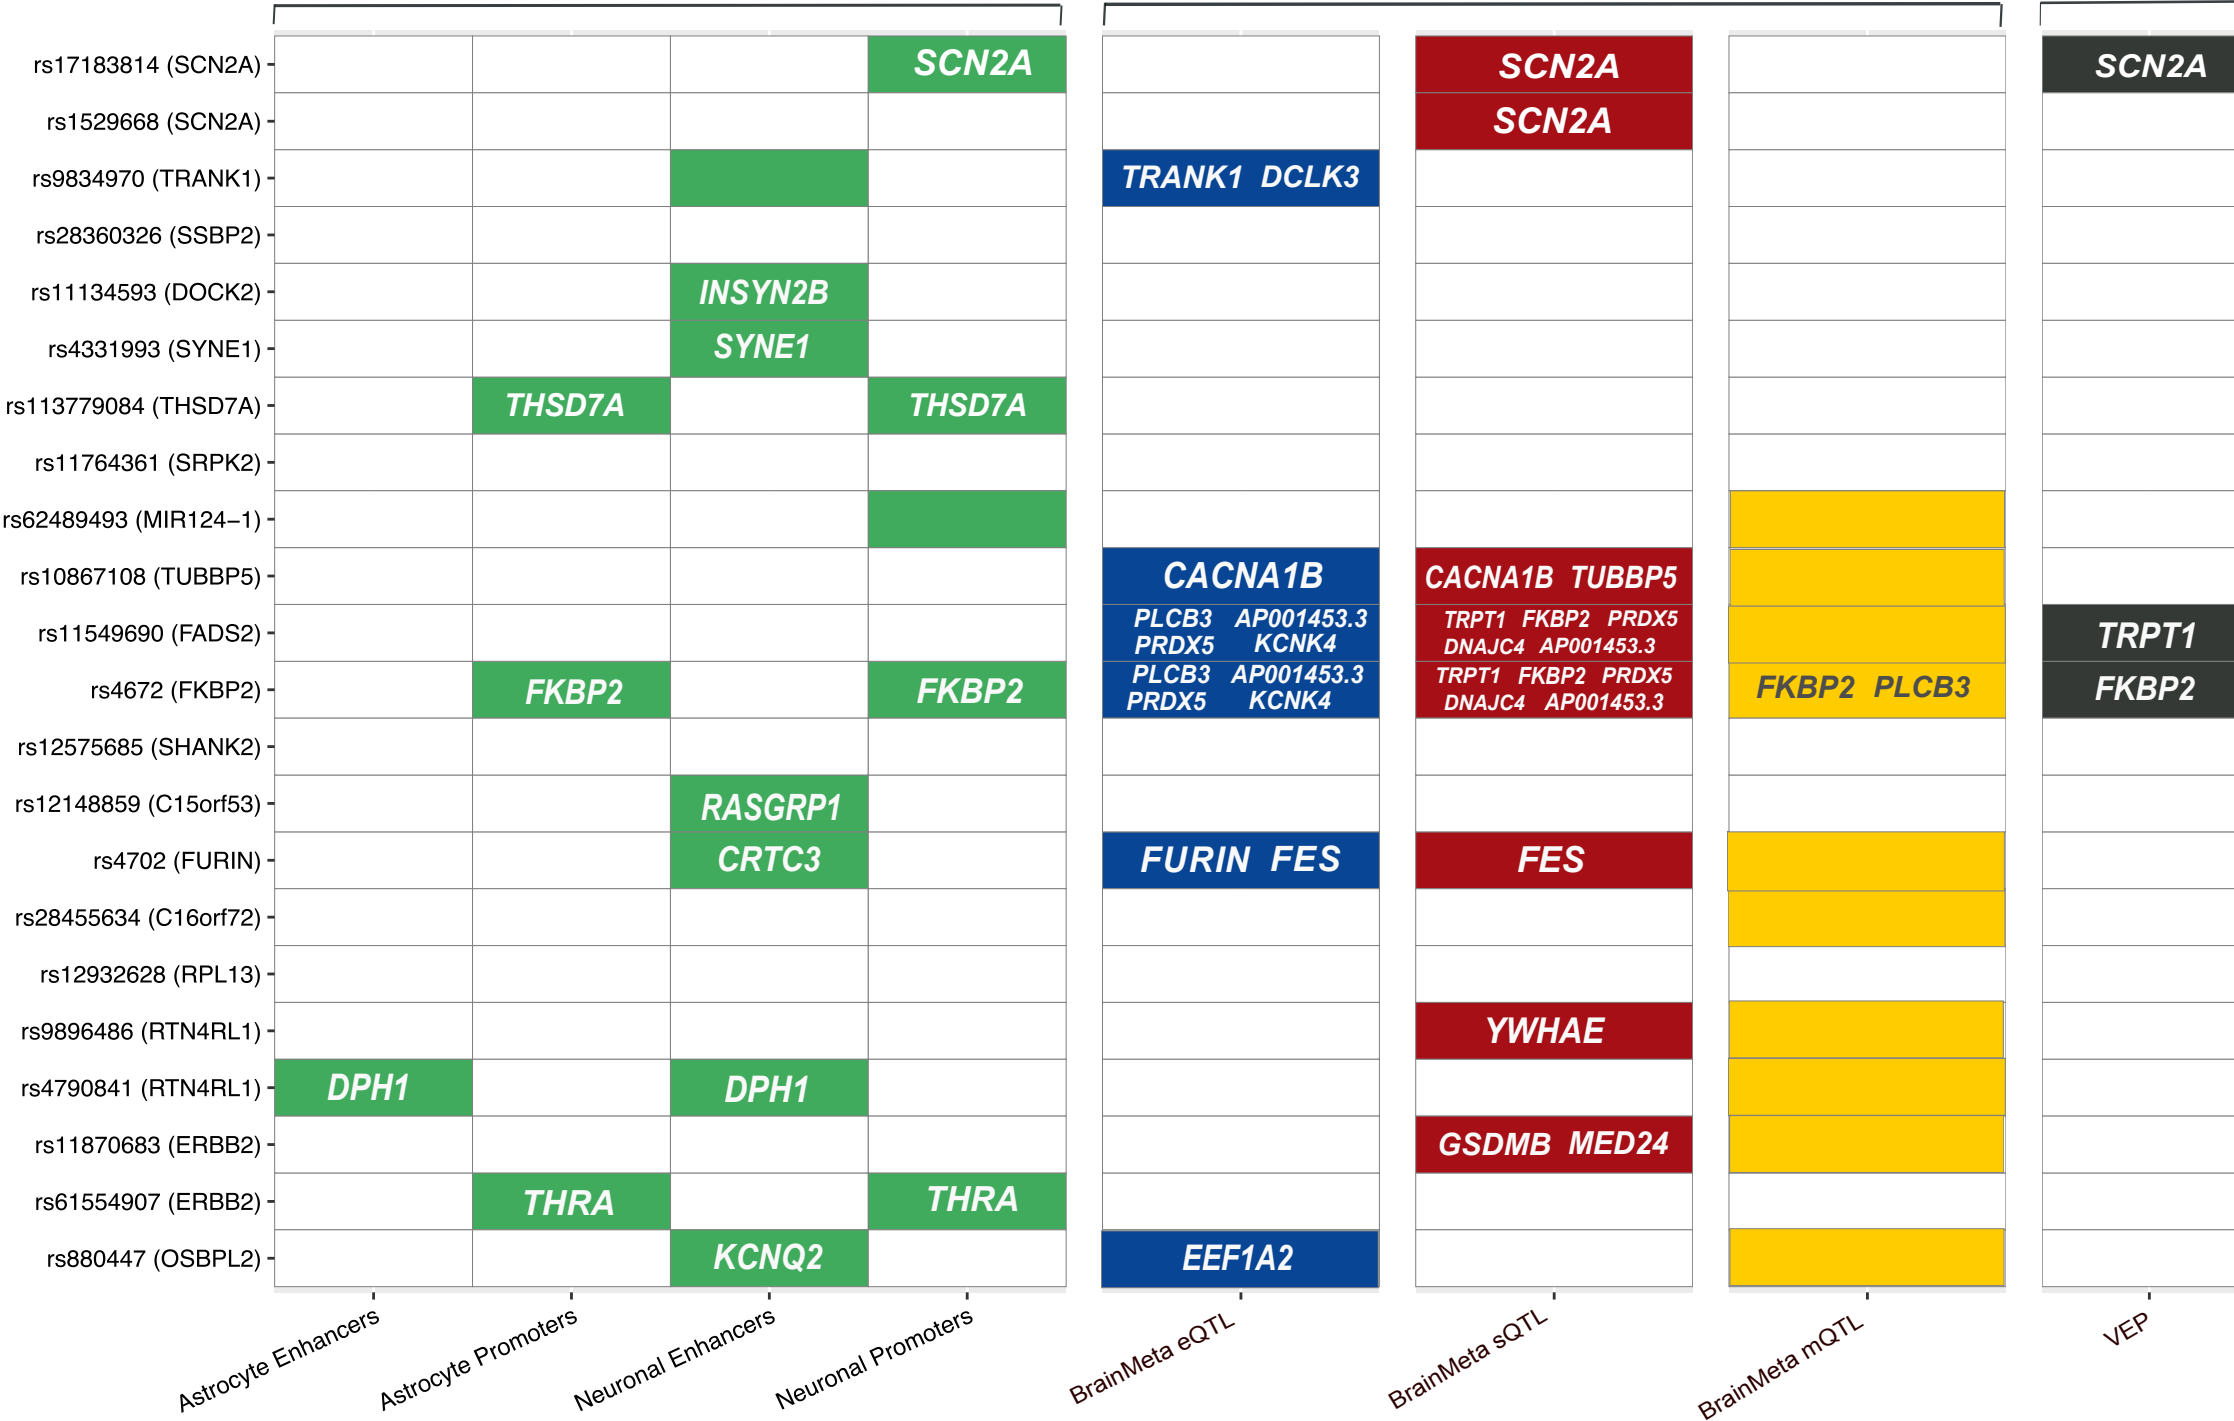 rs17183814 (SCN2A) SCN2A SCN2A SCN2A
rs1529668 (SCN2A) SCN2A
rs9834970 (TRANK1) TRANK1 DCLK3
rs28360326 (SSBP2)
rs11134593 (DOCK2) INSYN2B
rs4331993 (SYNE1) SYNE1
rs113779084 (THSD7A) THSD7A THSD7A
rs11764361 (SRPK2)
rs62489493 (MIR124−1)
rs10867108 (TUBBP5) CACNA1B CACNA1B TUBBP5
rs11549690 (FADS2) PLCB3 AP001453.3 TRPT1 FKBP2 PRDX5 TRPT1
PRDX5 KCNK4 DNAJC4 AP001453.3
rs4672 (FKBP2) FKBP2 FKBP2 PLCB3 AP001453.3 TRPT1 FKBP2 PRDX5 FKBP2 PLCB3 FKBP2
PRDX5 KCNK4 DNAJC4 AP001453.3
rs12575685 (SHANK2)
rs12148859 (C15orf53) RASGRP1
rs4702 (FURIN) CRTC3 FURIN FES FES
rs28455634 (C16orf72)
rs12932628 (RPL13)
rs9896486 (RTN4RL1) YWHAE
rs4790841 (RTN4RL1) DPH1 DPH1
rs11870683 (ERBB2) GSDMB MED24
rs61554907 (ERBB2) THRA THRA
rs880447 (OSBPL2) KCNQ2 EEF1A2
Astrocyte Enhancers
Astrocyte Promoters
Neuronal Enhancers
Neuronal Promoters
BrainMeta eQTL
BrainMeta sQTL
BrainMeta mQTL
VEP